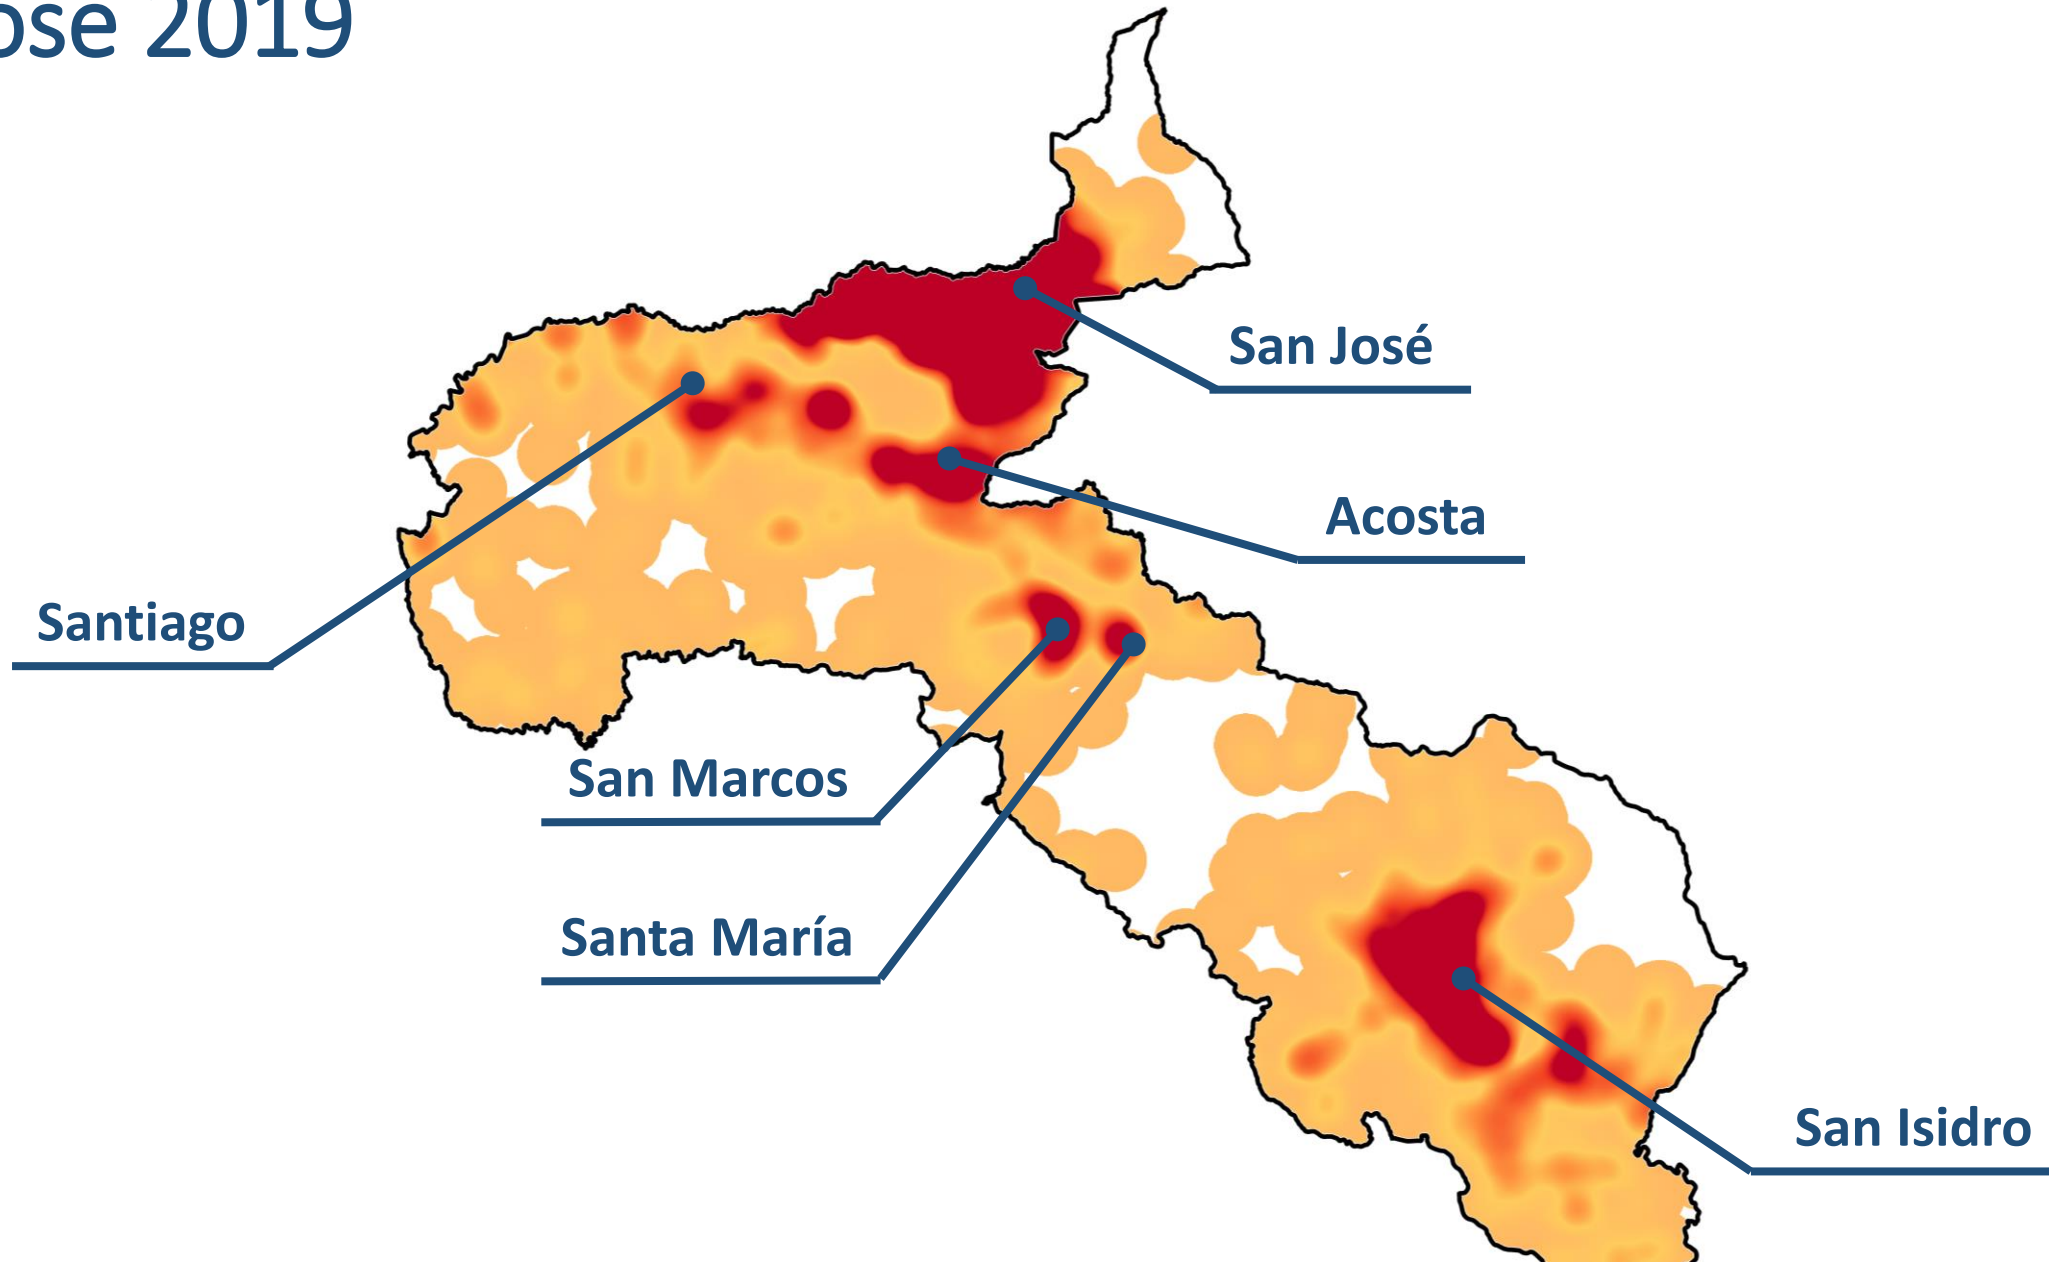 ose 2019
San José
Acosta
Santiago
San Marcos
Santa María
San Isidro